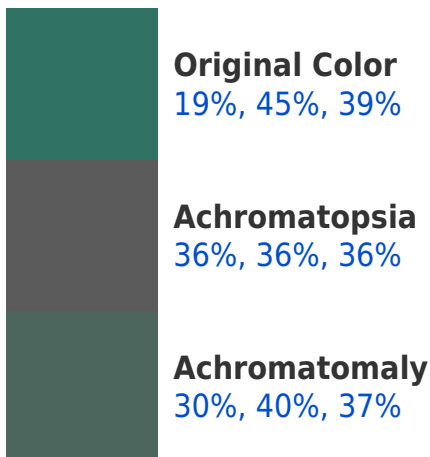 Original Color
19%, 45%, 39%
Achromatopsia
36%, 36%, 36%
Achromatomaly
30%, 40%, 37%